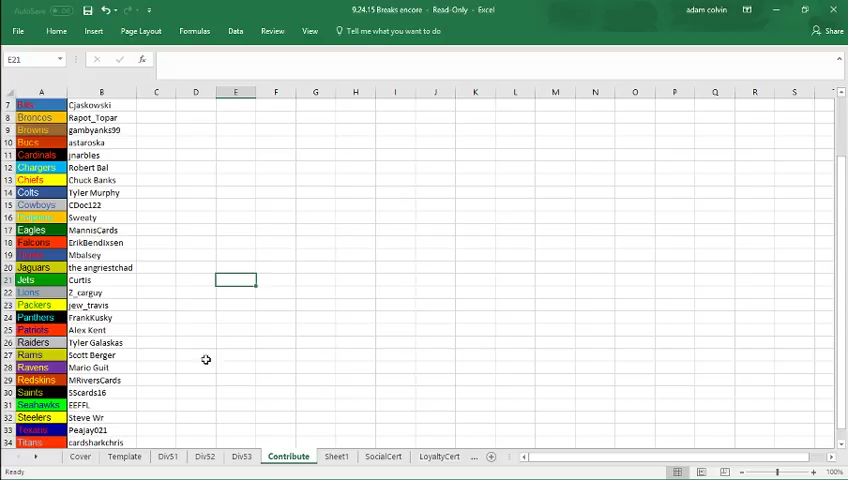 AutoSave
9.24.15 Breaks encore - Read-Only - Excel
adam colvin
File Home Insert Page Layout Formulas Data Review View Tell me what you want to do Share
E21 fx
A B C D E F G H I J K L M N O P Q R S
7 Bills Cjaskowski
8 Broncos Rapot_Topar
9 Browns gambyanks99
10 Bucs astaroska
11 Cardinals jnarbles
12 Chargers Robert Bal
13 Chiefs Chuck Banks
14 Colts Tyler Murphy
15 Cowboys CDoc122
16 Dolphins Sweaty
17 Eagles MannisCards
18 Falcons ErikBendixsen
19 Mbalsey
20 Jaguars the angriestchad
21 Jets Curtis
22 Lions Z_carguy
23 Packers jew_travis
24 Panthers FrankKusky
25 Patriots Alex Kent
26 Raiders Tyler Galaskas
27 Rams Scott Berger
28 Ravens Mario Guit
29 Redskins MRiversCards
30 Saints SScards16
31 Seahawks EEFFL
32 Steelers Steve Wr
33 Texans PeaJay021
34 Titans cardsharkchris
Cover Template Div51 Div52 Div53 Contribute Sheet1 SocialCert LoyaltyCert ...
Ready 100%